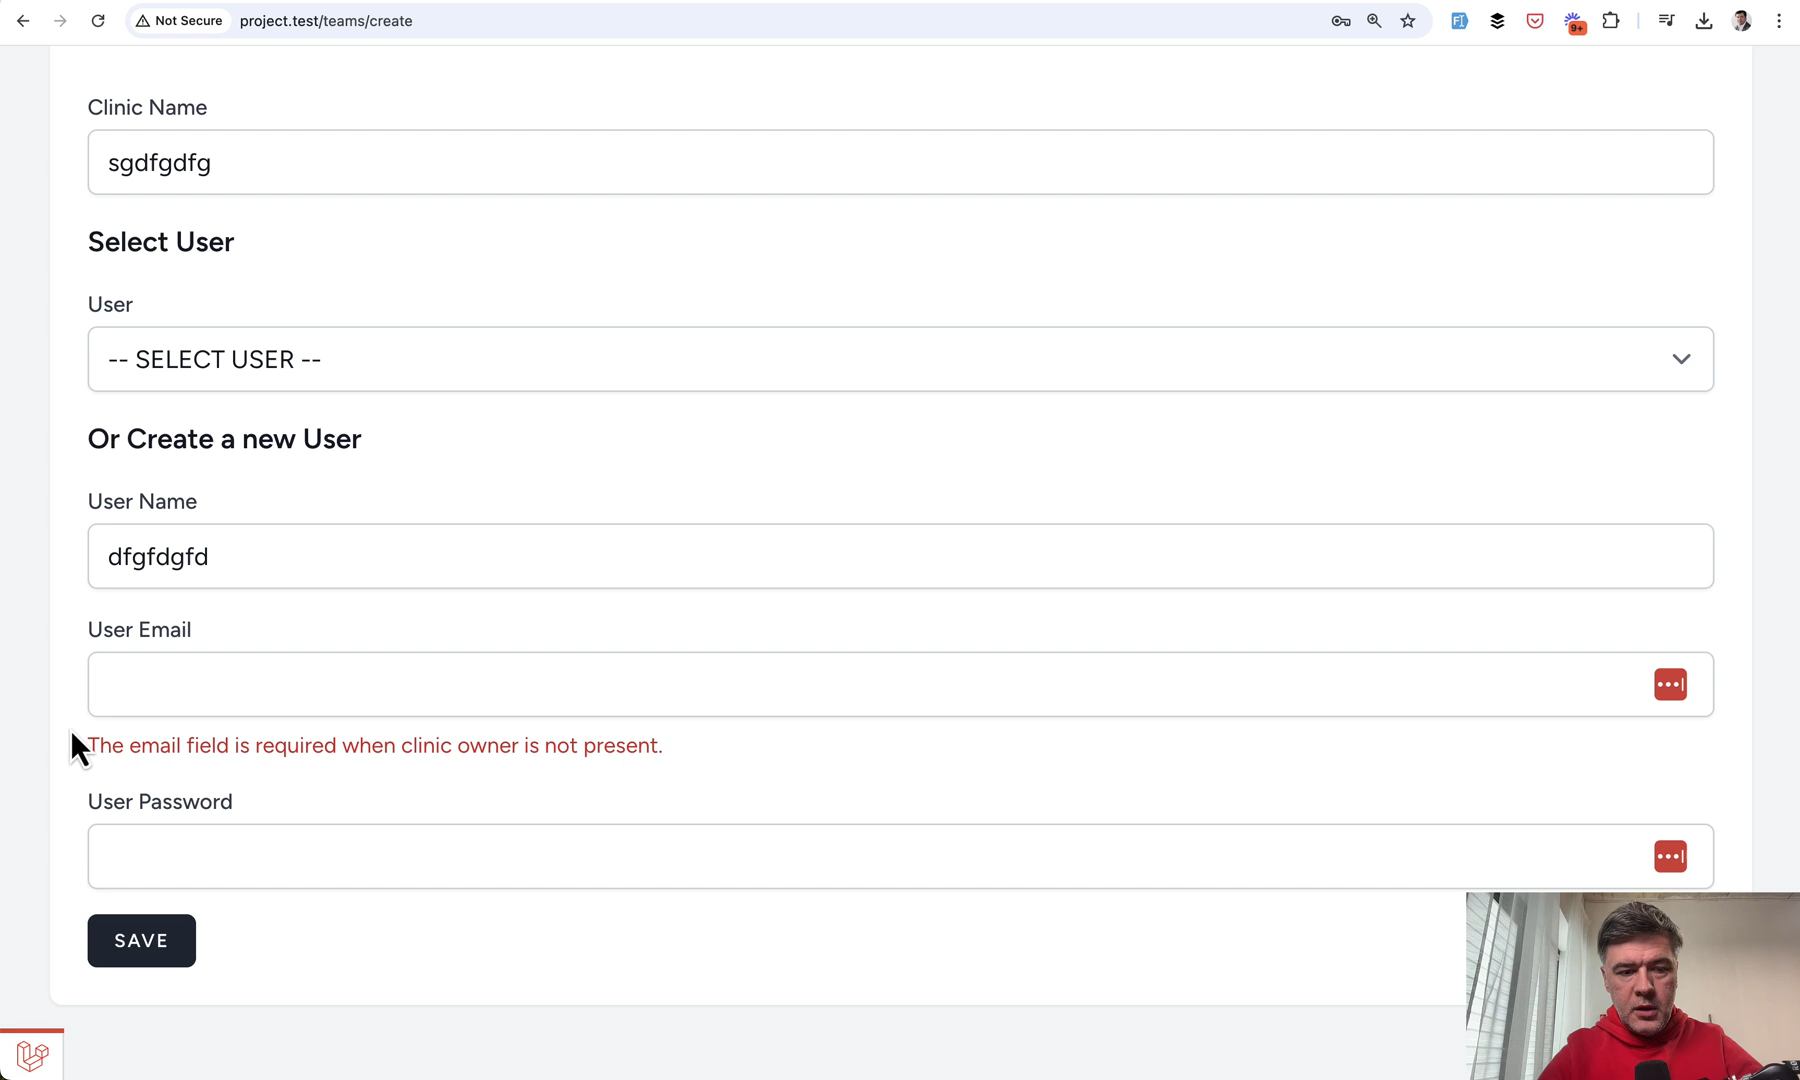 Not Secure project.test/teams/create
9+
Clinic Name
sgdfgdfg
Select User
User
-- SELECT USER --
Or Create a new User
User Name
dfgfdgfd
User Email
The email field is required when clinic owner is not present.
User Password
SAVE